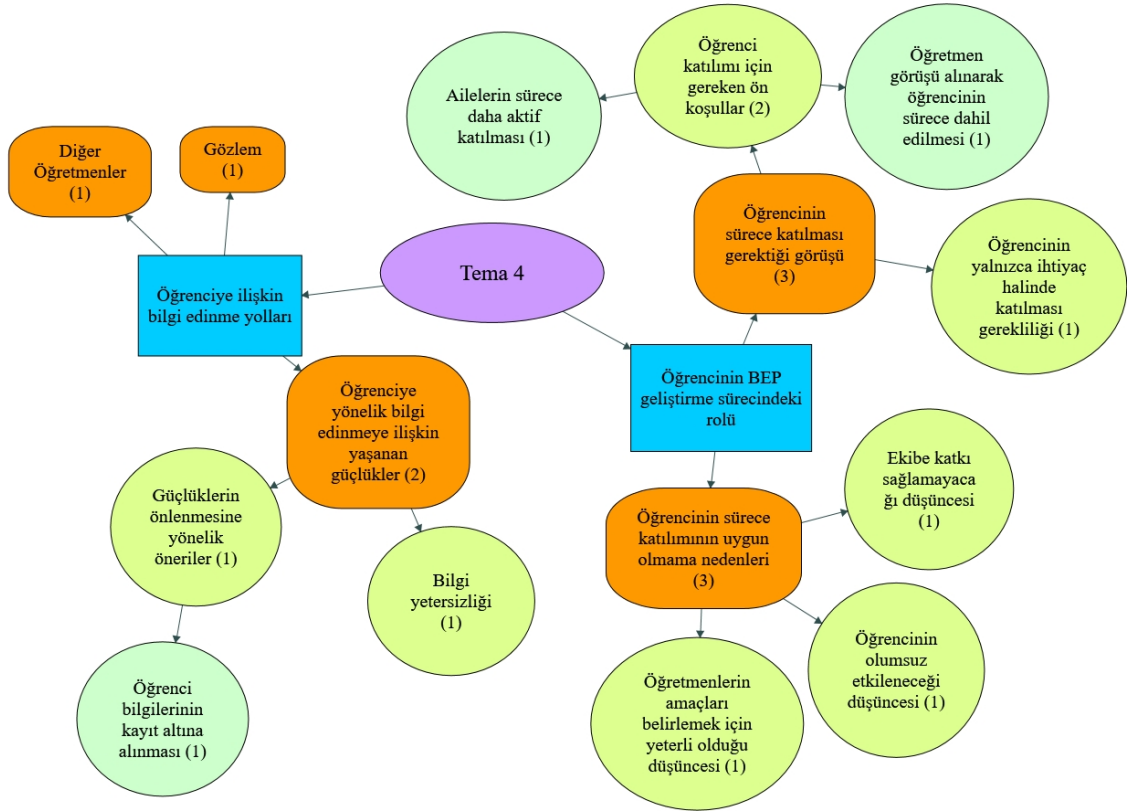 Öğrenci
katılımı için
gereken ön
koşullar (2)
Ailelerin sürece
daha aktif
katılması (1)
Öğretmen
görüşü alınarak
öğrencinin
sürece dahil
edilmesi (1)
Diğer
Öğretmenler
(1)
Gözlem
(1)
Öğrencinin
sürece katılması
gerektiği görüşü
(3)
Öğrencinin
yalnızca ihtiyaç
halinde
katılması
gerekliliği (1)
Tema 4
Öğrenciye ilişkin
bilgi edinme yolları
Öğrencinin BEP
geliştirme sürecindeki
rolü
Öğrenciye
yönelik bilgi
edinmeye ilişkin
yaşanan
güçlükler (2)
Güçlüklerin
önlenmesine
yönelik
öneriler (1)
Bilgi
yetersizliği
(1)
Öğrenci
bilgilerinin
kayıt altına
alınması (1)
Öğrencinin sürece
katılımının uygun
olmama nedenleri
(3)
Ekibe katkı
sağlamayaca
ğı düşüncesi
(1)
Öğrencinin
olumsuz
etkileneceği
düşüncesi (1)
Öğretmenlerin
amaçları
belirlemek için
yeterli olduğu
düşüncesi (1)